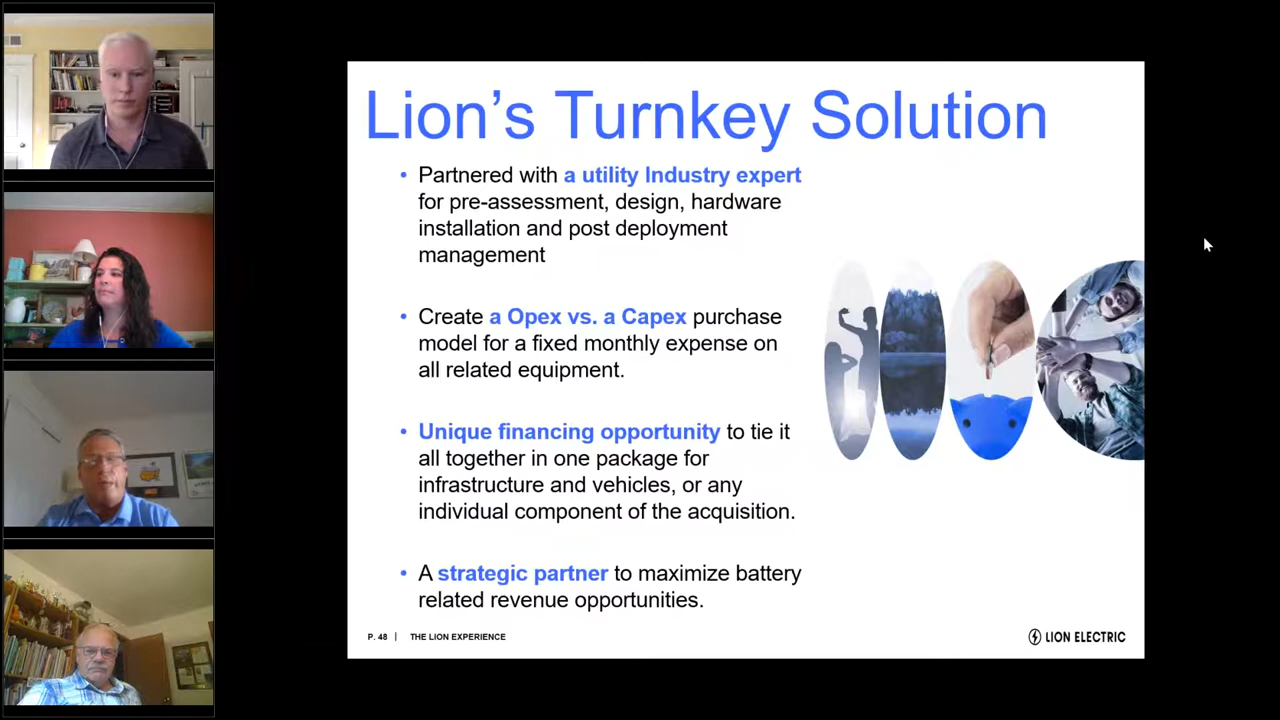 Lion's Turnkey Solution
• Partnered with a utility Industry expert
for pre-assessment, design, hardware
installation and post deployment
management
• Create a Opex vs. a Capex purchase
model for a fixed monthly expense on
all related equipment.
• Unique financing opportunity to tie it
all together in one package for
infrastructure and vehicles, or any
individual component of the acquisition.
• A strategic partner to maximize battery
related revenue opportunities.
P. 48 | THE LION EXPERIENCE
LION ELECTRIC